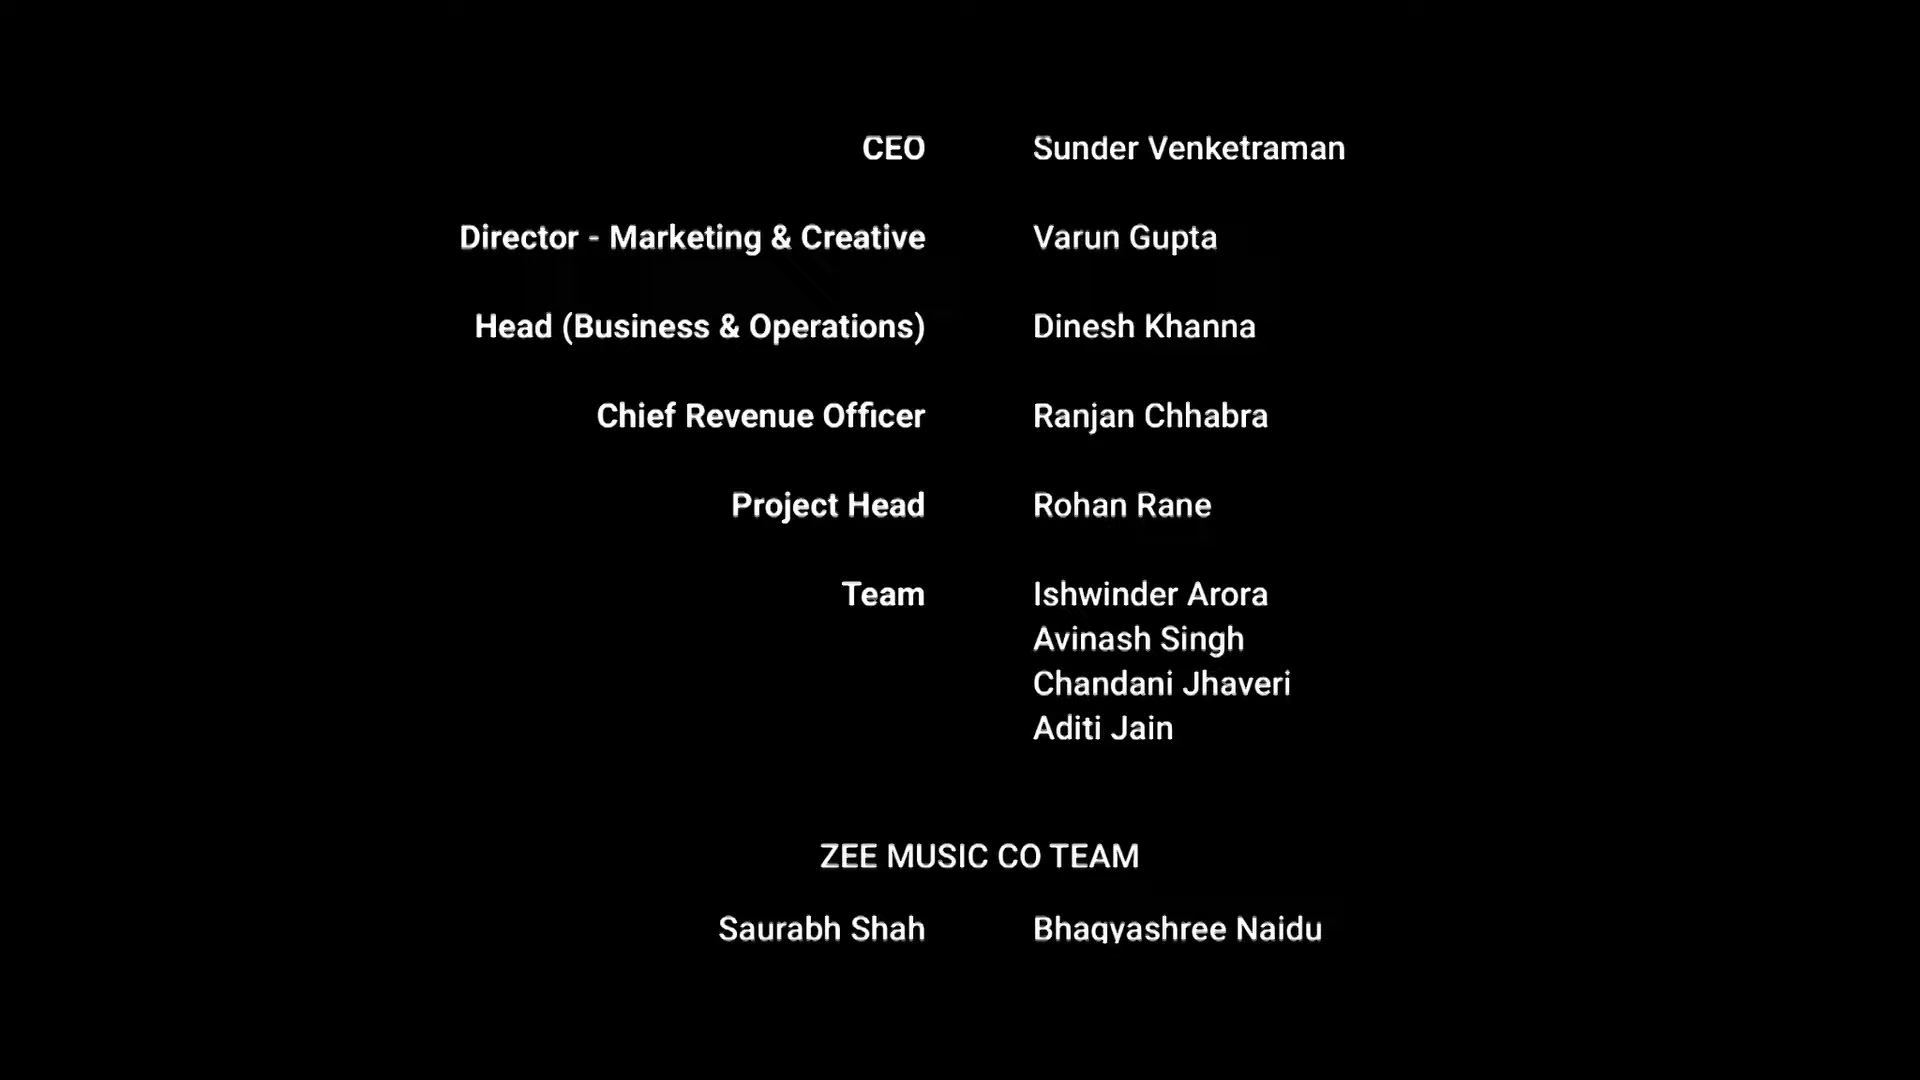 CEO Sunder Venketraman
Director - Marketing & Creative Varun Gupta
Head (Business & Operations) Dinesh Khanna
Chief Revenue Officer Ranjan Chhabra
Project Head Rohan Rane
Team Ishwinder Arora
Avinash Singh
Chandani Jhaveri
Aditi Jain
ZEE MUSIC CO TEAM
Saurabh Shah Bhagyashree Naidu